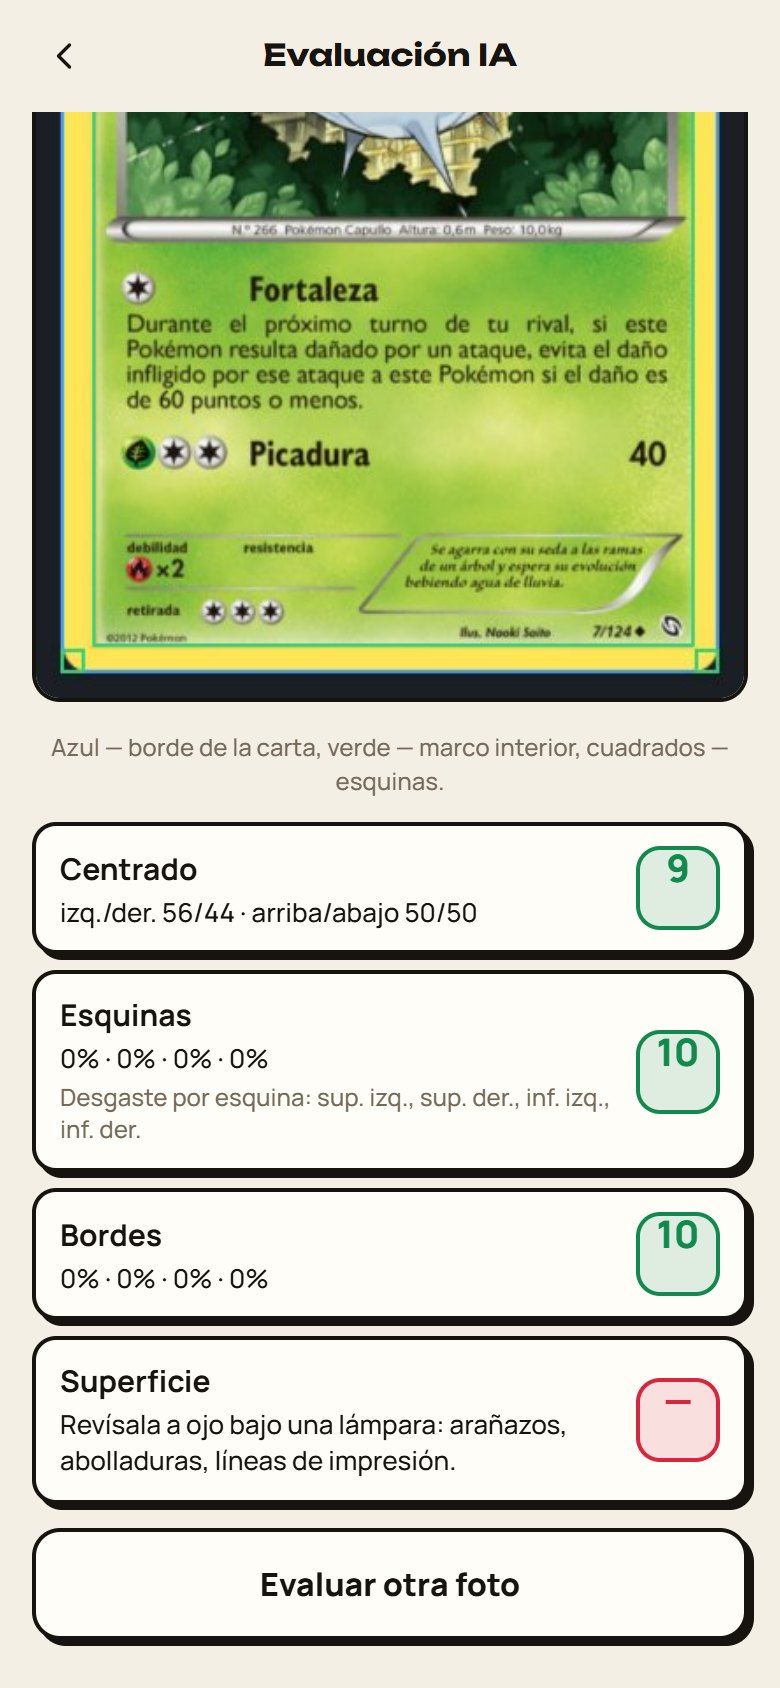 Evaluación IA
N.º 266 Pokémon Capullo Altura: 0,6m Peso: 10,0kg
Fortaleza
Durante el próximo turno de tu rival, si este
Pokémon resulta dañado por un ataque, evita el daño
infligido por ese ataque a este Pokémon si el daño es
de 60 puntos o menos.
Picadura 40
debilidad resistencia
×2
retirada
Se agarra con su seda a las ramas
de un árbol y espera su evolución
bebiendo agua de lluvia.
©2012 Pokémon
Ilus. Naoki Saito 7/124
Azul — borde de la carta, verde — marco interior, cuadrados —
esquinas.
Centrado
izq./der. 56/44 · arriba/abajo 50/50
9
Esquinas
0% · 0% · 0% · 0%
Desgaste por esquina: sup. izq., sup. der., inf. izq.,
inf. der.
10
Bordes
0% · 0% · 0% · 0%
10
Superficie
Revísala a ojo bajo una lámpara: arañazos,
abolladuras, líneas de impresión.
—
Evaluar otra foto